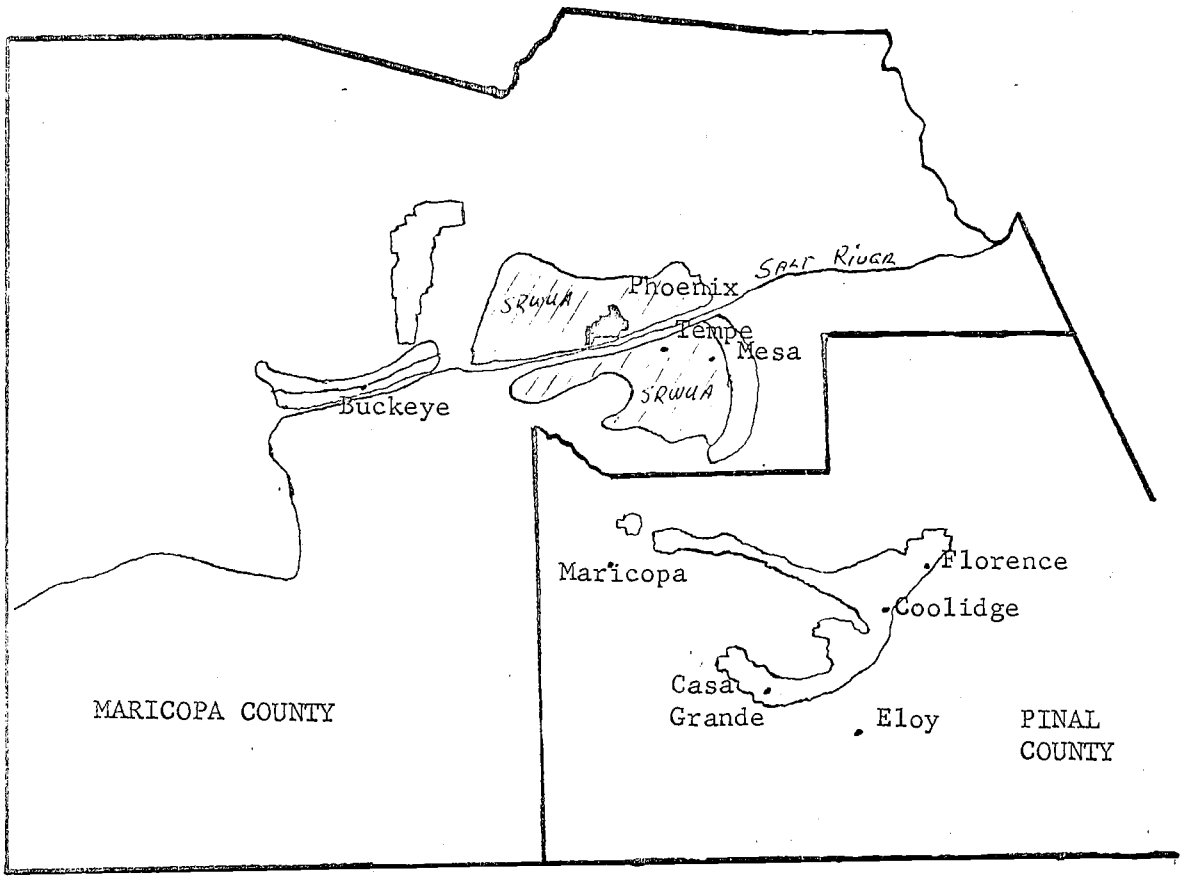 SALT RIVER
Phoenix
SRWUA
Tempe
Mesa
SRWUA
Buckeye
Maricopa
Florence
Coolidge
Casa
Grande
Eloy
MARICOPA COUNTY
PINAL
COUNTY